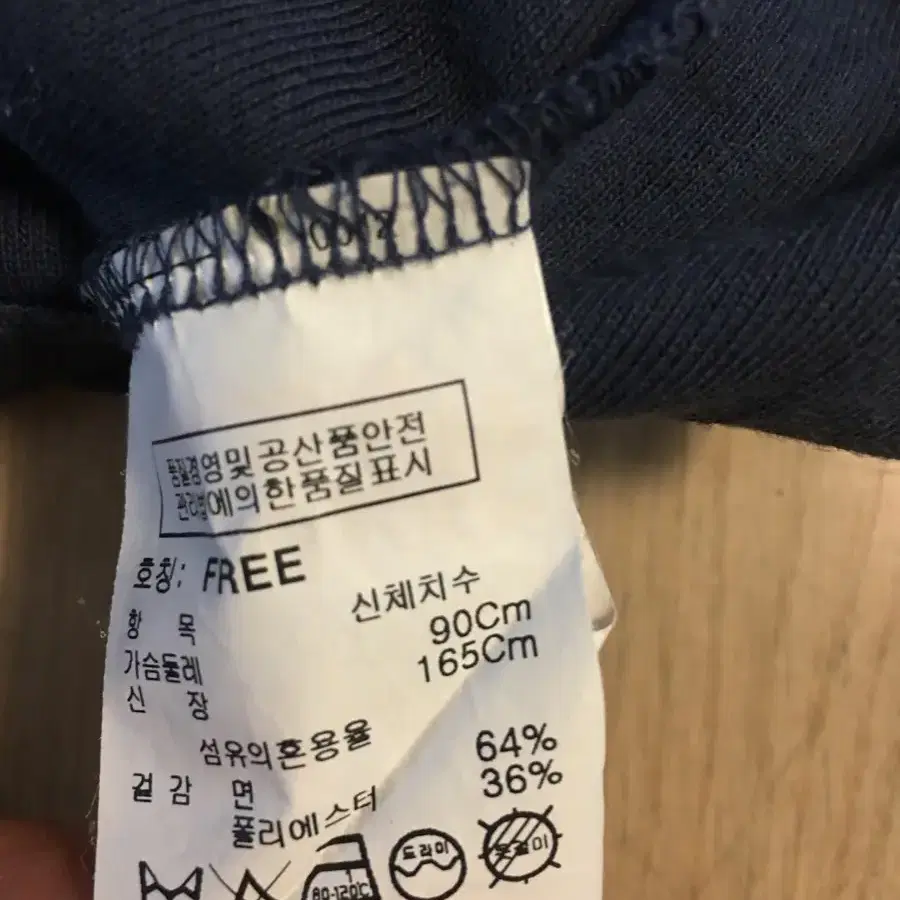 품질경영및공산품안전
관리법에의한품질표시
호칭: FREE
항 목 신체치수
가슴둘레 90Cm
신 장 165Cm
섬유의혼용율
겉감 면 64%
폴리에스터 36%
80-120℃ 드라이